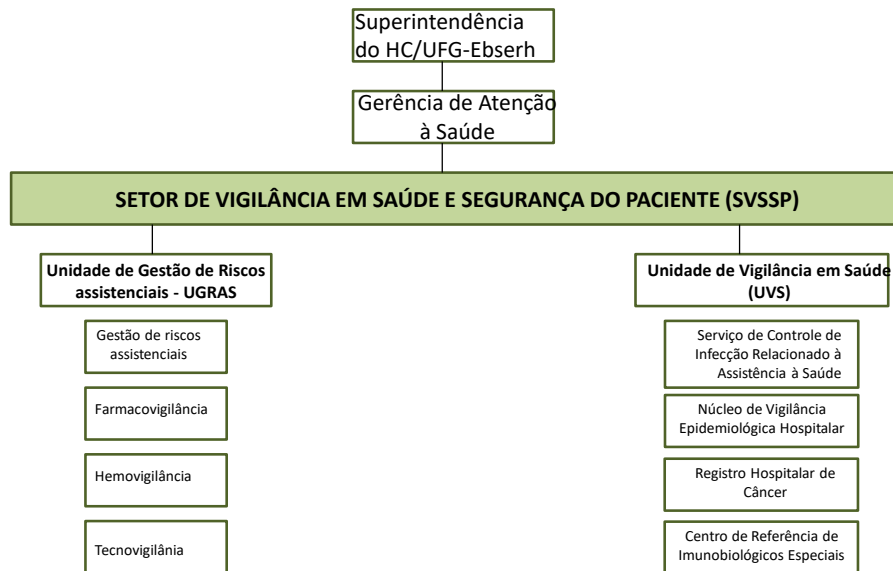 Superintendência
do HC/UFG-Ebserh
Gerência de Atenção
à Saúde
SETOR DE VIGILÂNCIA EM SAÚDE E SEGURANÇA DO PACIENTE (SVSSP)
Unidade de Gestão de Riscos
assistenciais - UGRAS
Gestão de riscos
assistenciais
Farmacovigilância
Hemovigilância
Tecnovigilânia
Unidade de Vigilância em Saúde
(UVS)
Serviço de Controle de
Infecção Relacionado à
Assistência à Saúde
Núcleo de Vigilância
Epidemiológica Hospitalar
Registro Hospitalar de
Câncer
Centro de Referência de
Imunobiológicos Especiais